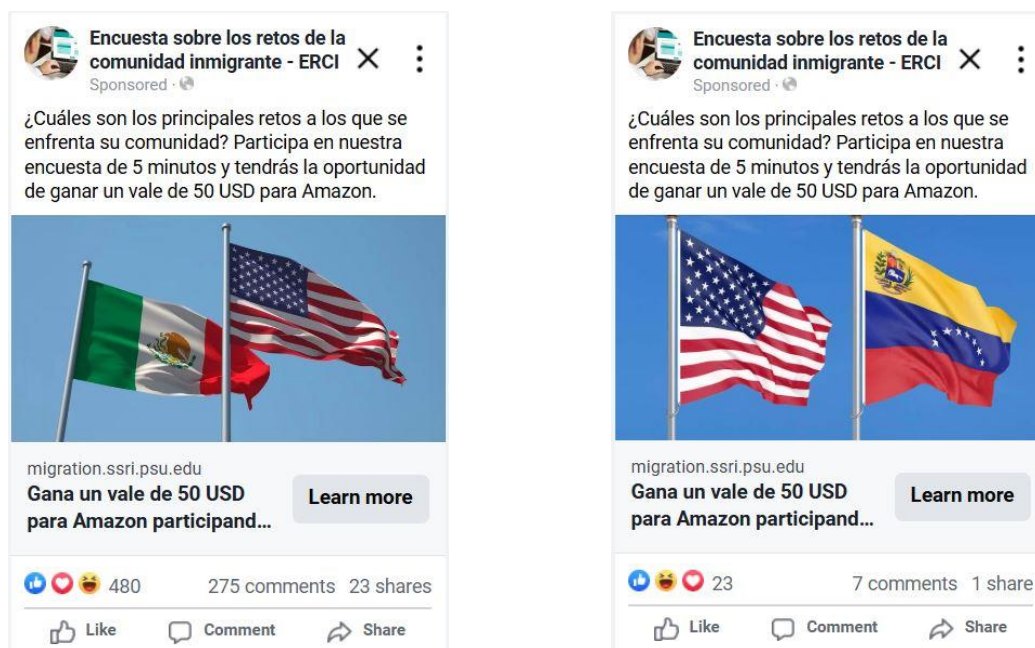 Encuesta sobre los retos de la
comunidad inmigrante - ERCI
Sponsored ·
¿Cuáles son los principales retos a los que se
enfrenta su comunidad? Participa en nuestra
encuesta de 5 minutos y tendrás la oportunidad
de ganar un vale de 50 USD para Amazon.
migration.ssri.psu.edu
Gana un vale de 50 USD
para Amazon participand...
Learn more
480
275 comments 23 shares
Like Comment Share
Encuesta sobre los retos de la
comunidad inmigrante - ERCI
Sponsored ·
¿Cuáles son los principales retos a los que se
enfrenta su comunidad? Participa en nuestra
encuesta de 5 minutos y tendrás la oportunidad
de ganar un vale de 50 USD para Amazon.
migration.ssri.psu.edu
Gana un vale de 50 USD
para Amazon participand...
Learn more
23
7 comments 1 share
Like Comment Share